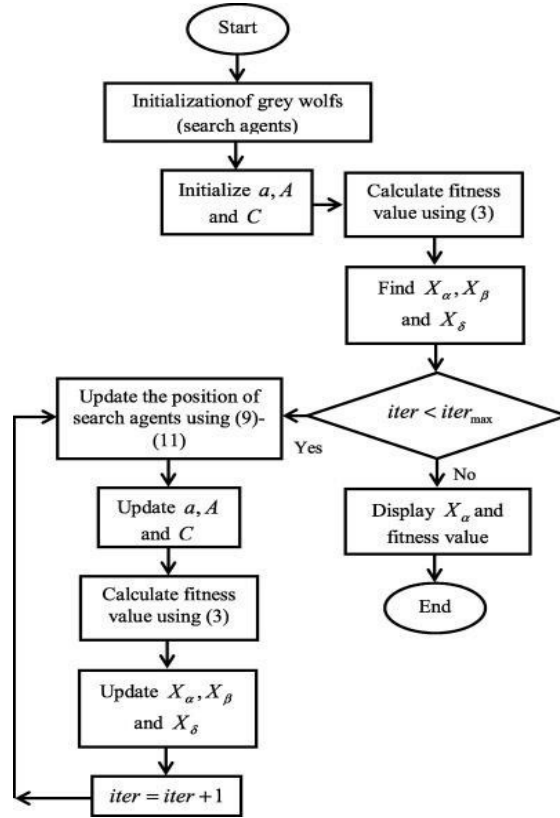 Start
Initializationof grey wolfs
(search agents)
Initialize a, A
and C
Calculate fitness
value using (3)
Find X_α, X_β
and X_δ
iter < iter_max
Yes
No
Update the position of
search agents using (9)-
(11)
Update a, A
and C
Calculate fitness
value using (3)
Update X_α, X_β
and X_δ
iter = iter + 1
Display X_α and
fitness value
End